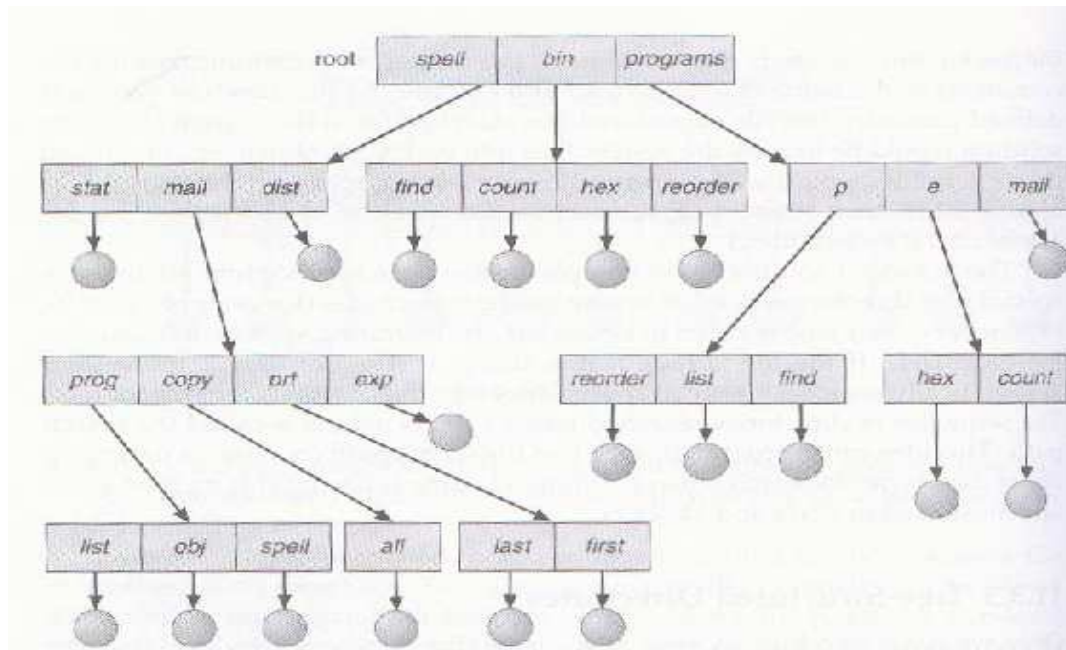 root spell bin programs
stat mail dist find count hex reorder p e mail
prog copy prt exp reorder list find hex count
list obj spell all last first